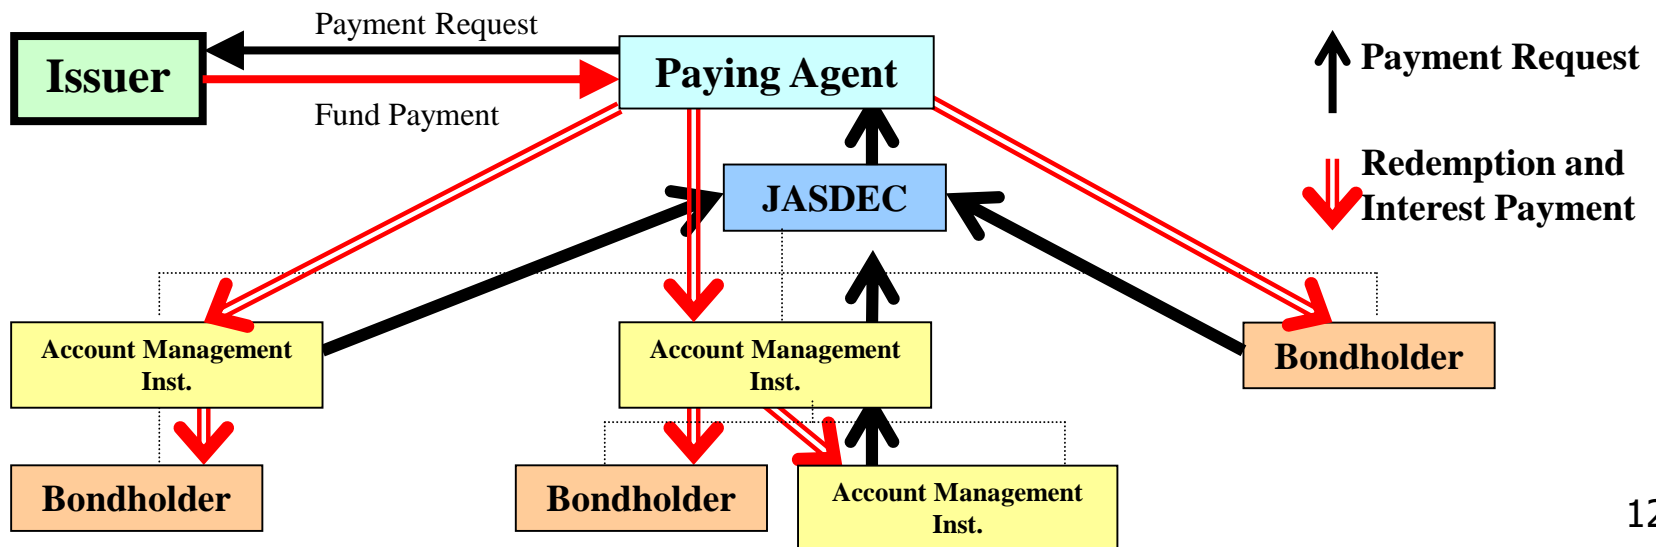 Payment Request
Issuer
Paying Agent
Fund Payment
Payment Request
Redemption and
Interest Payment
JASDEC
Account Management
Inst.
Account Management
Inst.
Bondholder
Bondholder
Bondholder
Account Management
Inst.
12